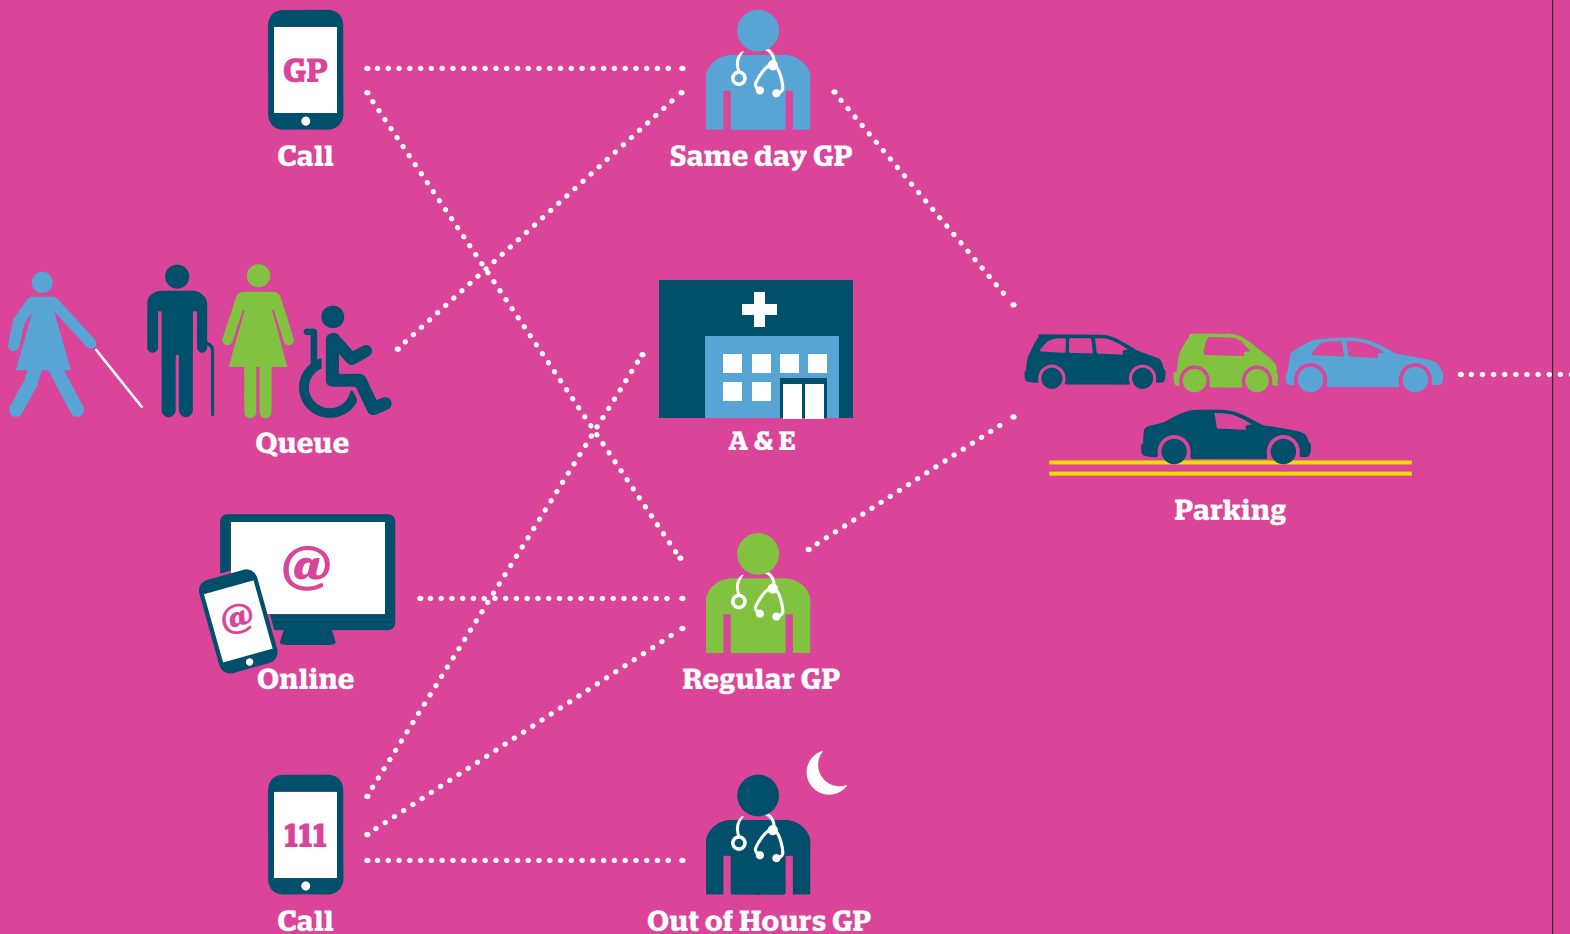 GP
Call
Same day GP
Queue
A & E
Parking
@
@
Online
Regular GP
111
Call
Out of Hours GP